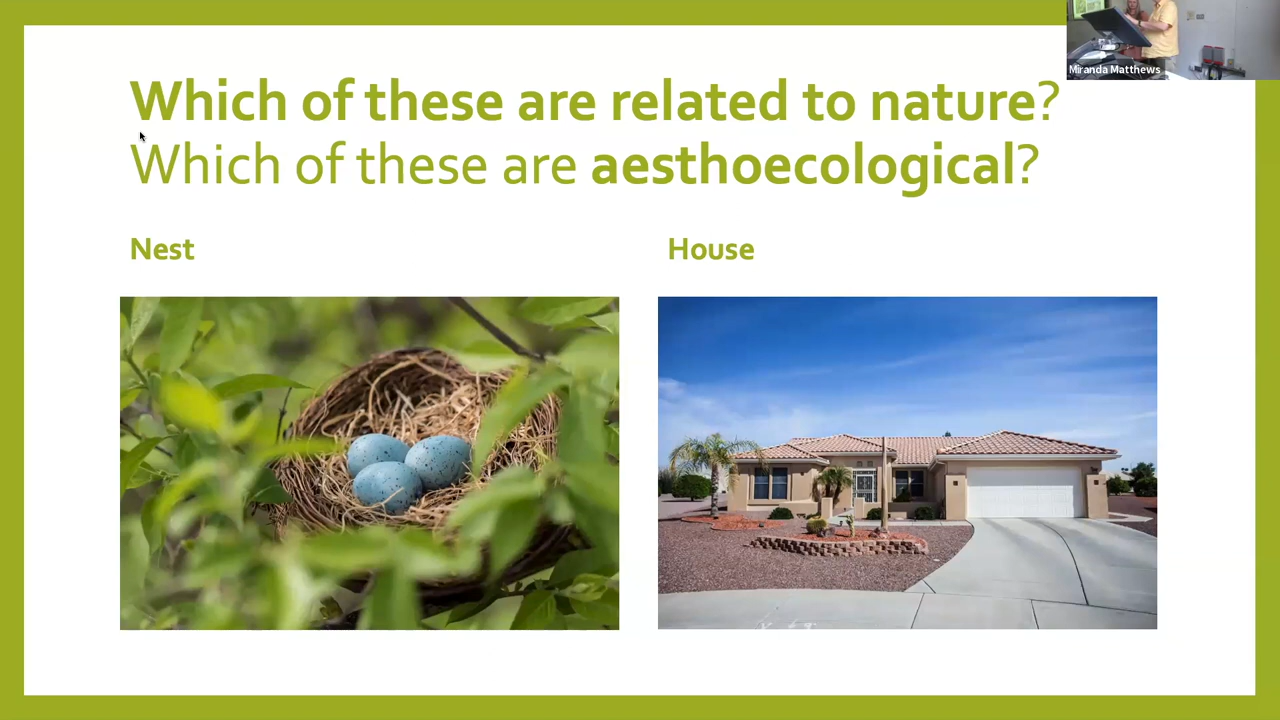 Miranda Matthews
Which of these are related to nature?
Which of these are aesthoecological?
Nest
House